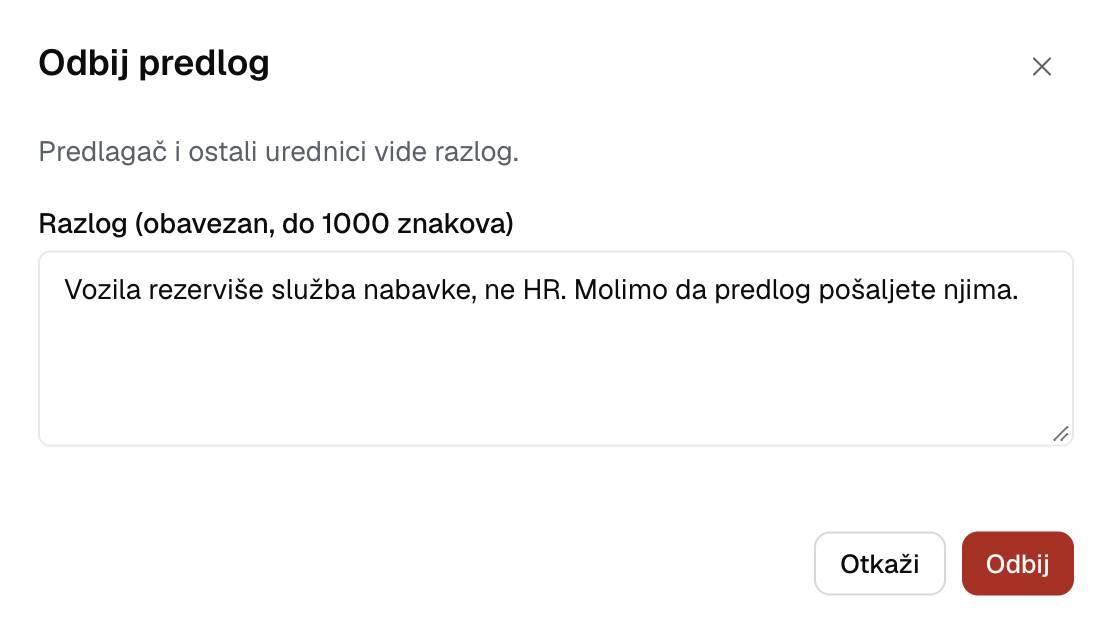 Odbij predlog
Predlagač i ostali urednici vide razlog.
Razlog (obavezan, do 1000 znakova)
Vozila rezerviše služba nabavke, ne HR. Molimo da predlog pošaljete njima.
Otkaži
Odbij